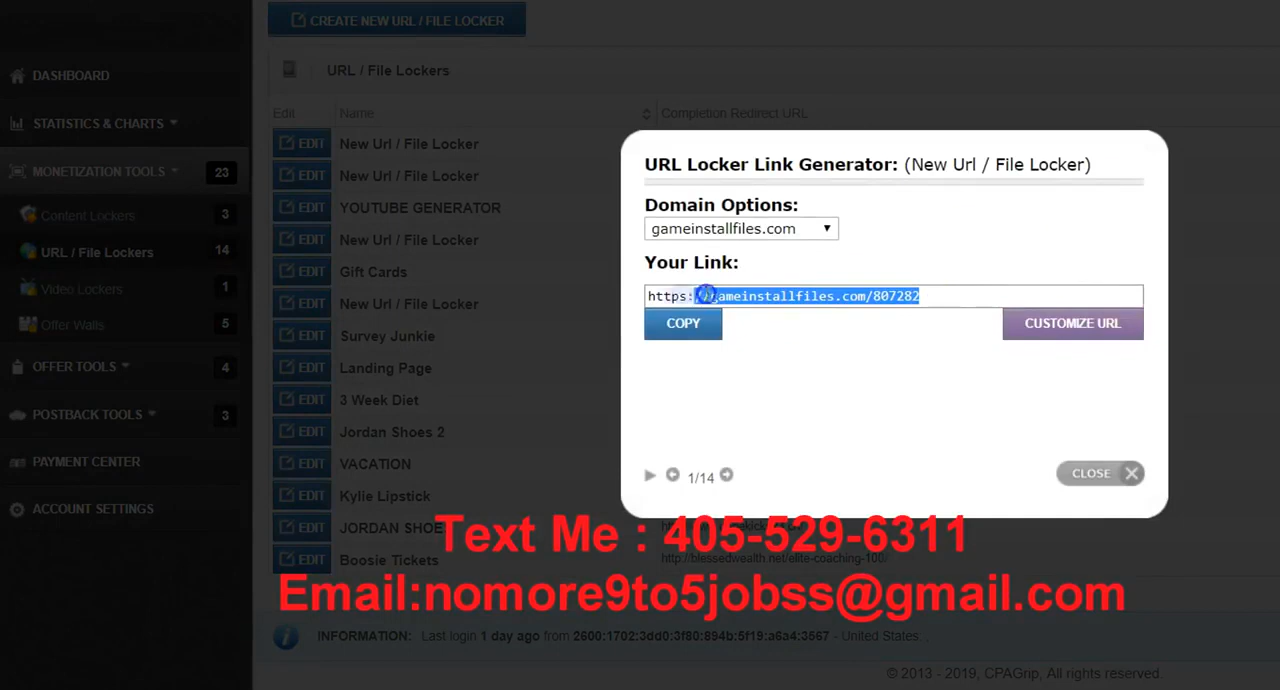 CREATE NEW URL / FILE LOCKER
DASHBOARD
STATISTICS & CHARTS
MONETIZATION TOOLS 23
Content Lockers 3
URL / File Lockers 14
Video Lockers 1
Offer Walls 5
OFFER TOOLS 4
POSTBACK TOOLS 3
PAYMENT CENTER
ACCOUNT SETTINGS
URL / File Lockers
Edit Name Completion Redirect URL
EDIT New Url / File Locker
EDIT New Url / File Locker
EDIT YOUTUBE GENERATOR
EDIT New Url / File Locker
EDIT Gift Cards
EDIT New Url / File Locker
EDIT Survey Junkie
EDIT Landing Page
EDIT 3 Week Diet
EDIT Jordan Shoes 2
EDIT VACATION
EDIT Kylie Lipstick
EDIT JORDAN SHOE
EDIT Boosie Tickets http://blessedwealth.net/elite-coaching-100/
URL Locker Link Generator: (New Url / File Locker)
Domain Options:
gameinstallfiles.com
Your Link:
https://gameinstallfiles.com/807282
COPY CUSTOMIZE URL
1/14
CLOSE
Text Me : 405-529-6311
Email:nomore9to5jobss@gmail.com
INFORMATION: Last login 1 day ago from 2600:1702:3dd0:3f80:894b:5f19:a6a4:3567 - United States.
© 2013 - 2019, CPAGrip, All rights reserved.